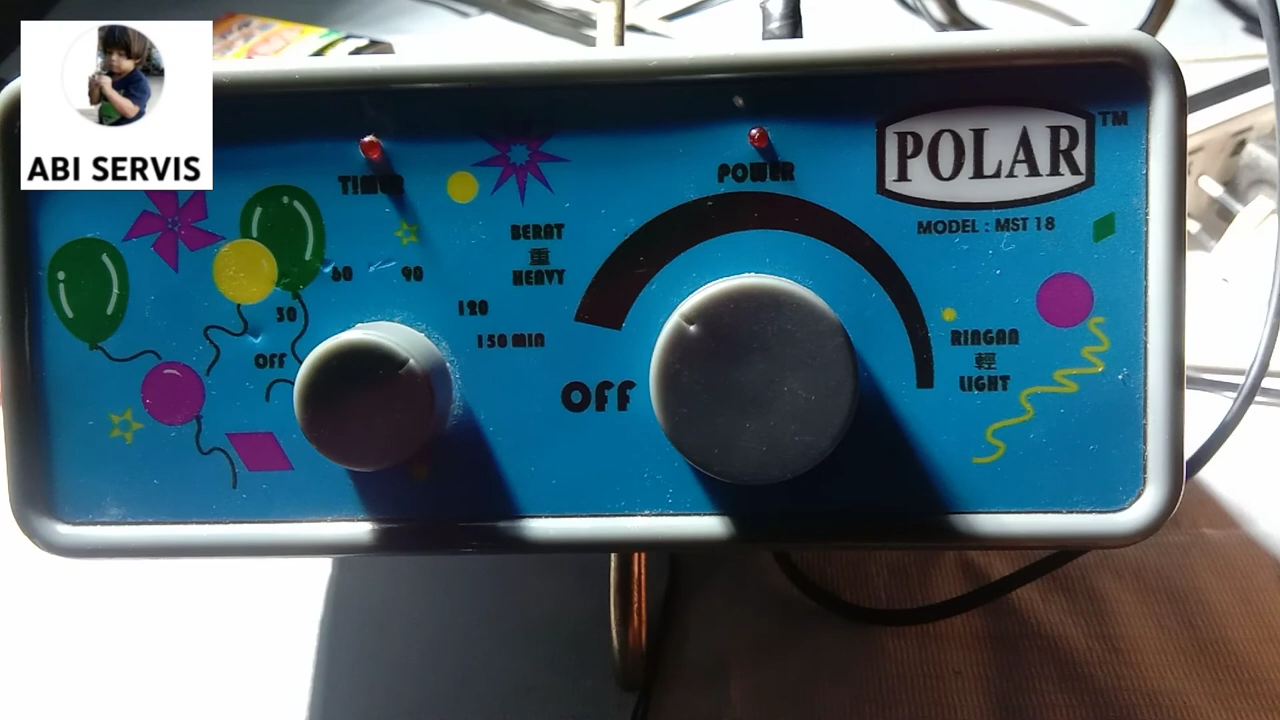 ABI SERVIS
TIMER
POWER
POLAR TM
MODEL : MST 18
BERAT
重
HEAVY
60
90
30
120
150 MIN
OFF
OFF
RINGAN
輕
LIGHT